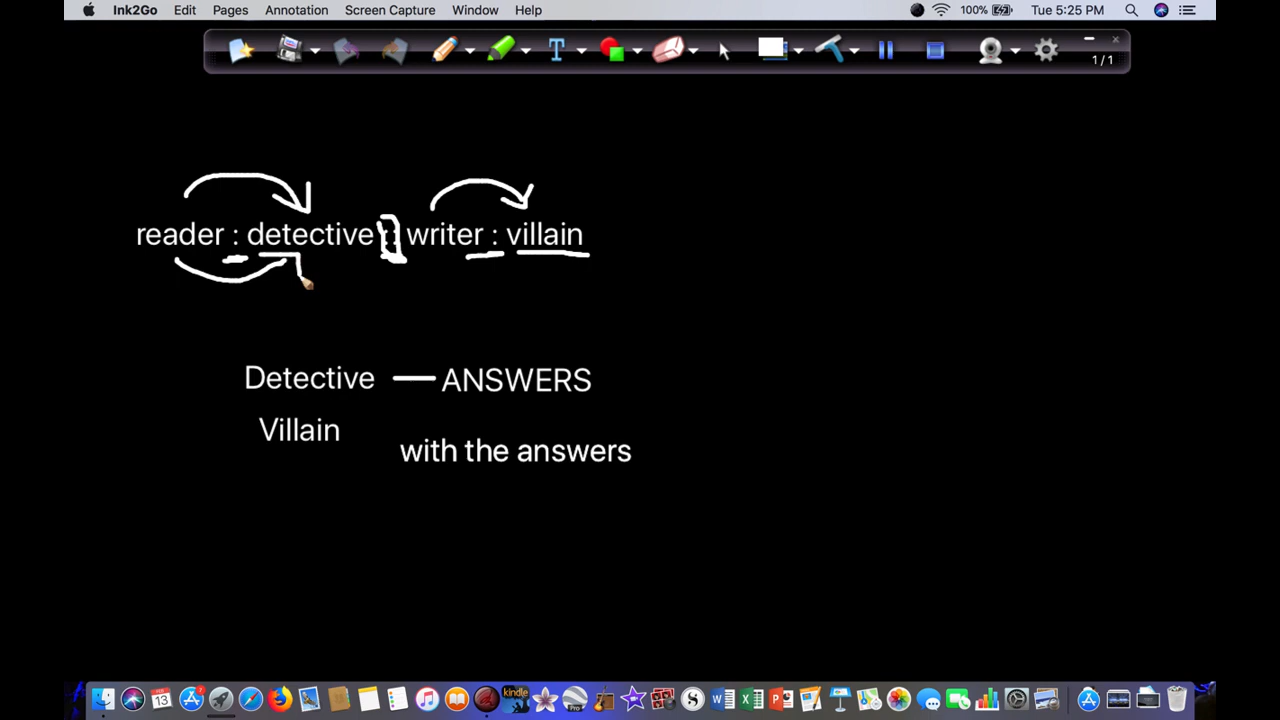 Ink2Go Edit Pages Annotation Screen Capture Window Help 100% Tue 5:25 PM
1 / 1
reader : detective :: writer : villain
Detective — ANSWERS
Villain
with the answers